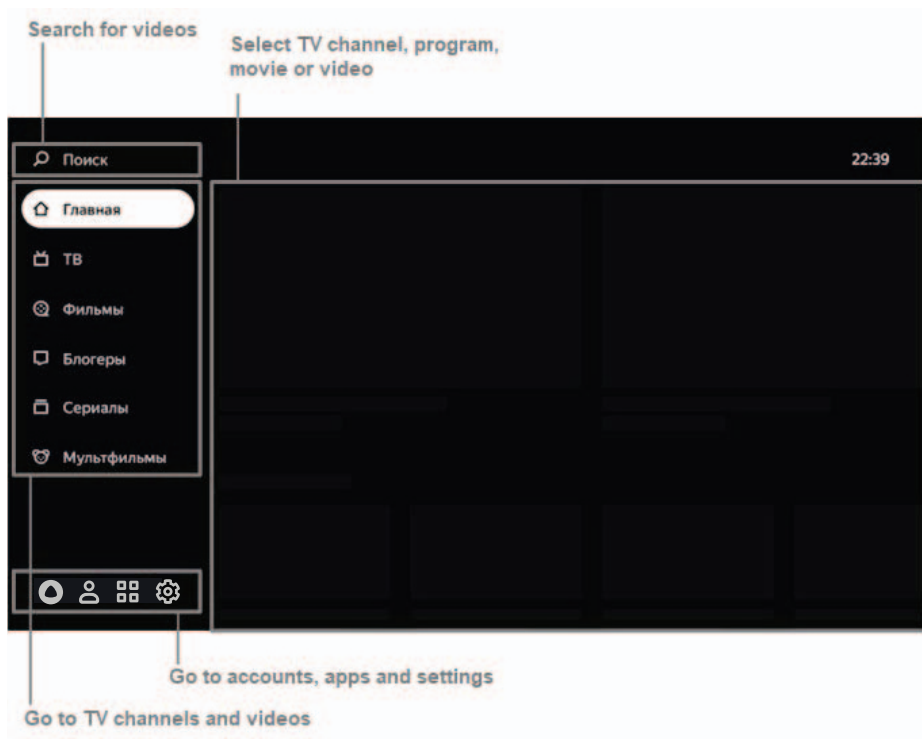 Search for videos
Select TV channel, program,
movie or video
Поиск
22:39
Главная
ТВ
Фильмы
Блогеры
Сериалы
Мультфильмы
Go to accounts, apps and settings
Go to TV channels and videos